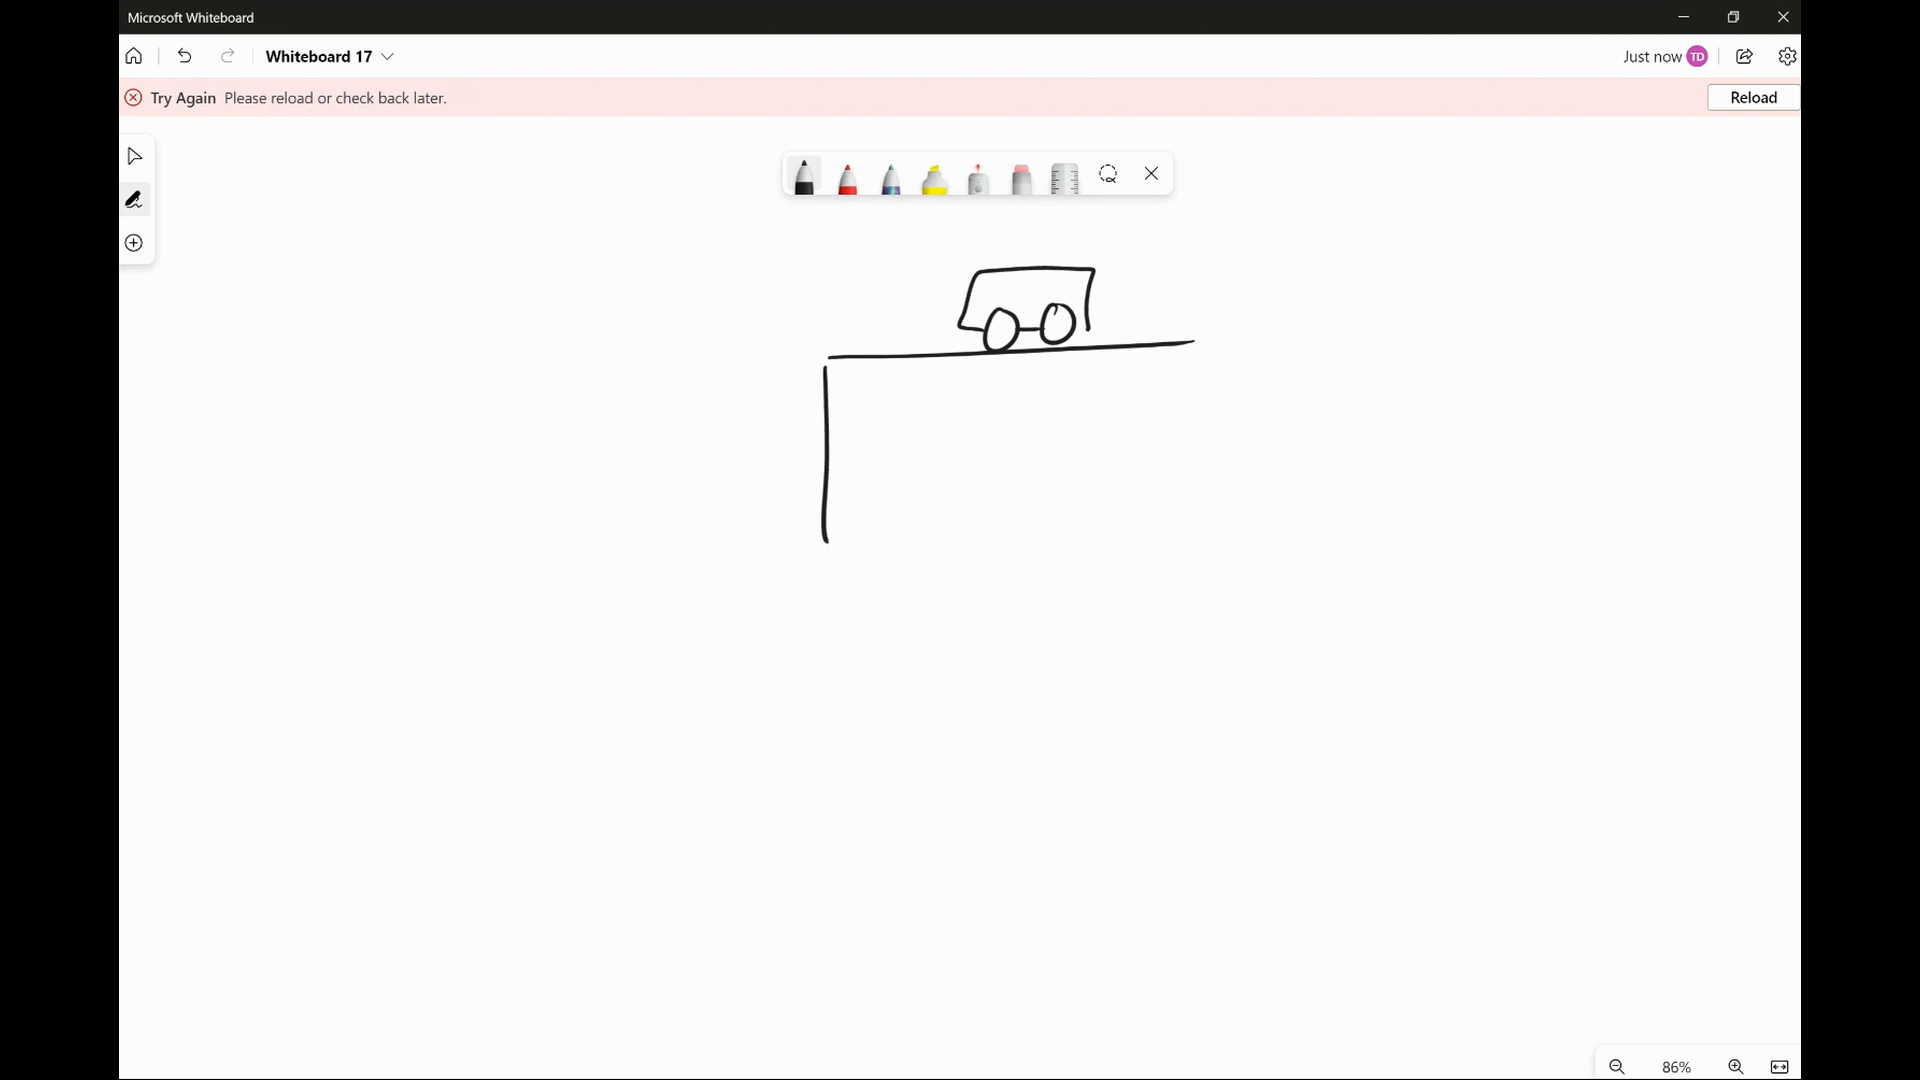 Microsoft Whiteboard
Whiteboard 17
Just now TD
Try Again Please reload or check back later.
Reload
86%